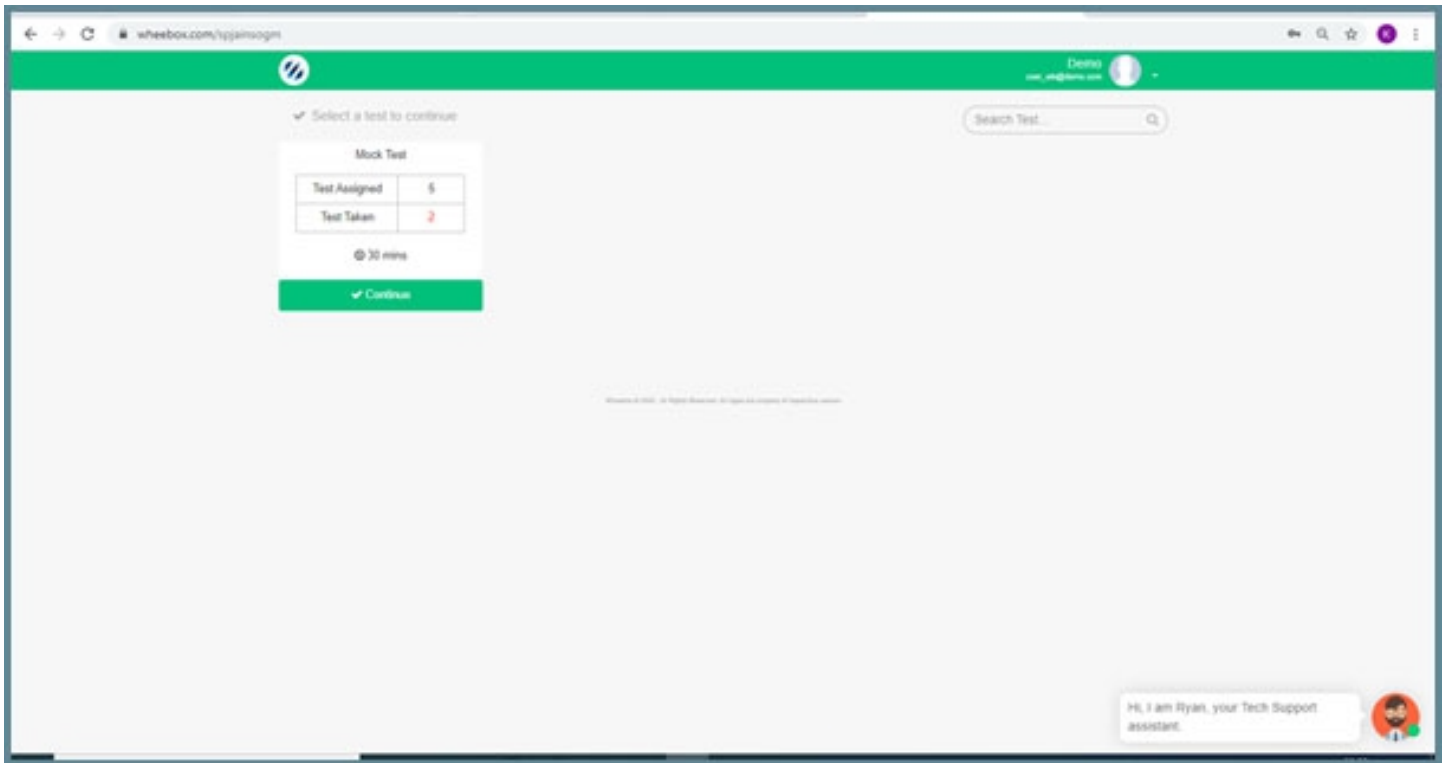 wheebox.com/spjainsogm
Demo
Select a test to continue
Search Test...
Mock Test
Test Assigned 5
Test Taken 2
30 mins
Continue
Hi, I am Ryan, your Tech Support
assistant.